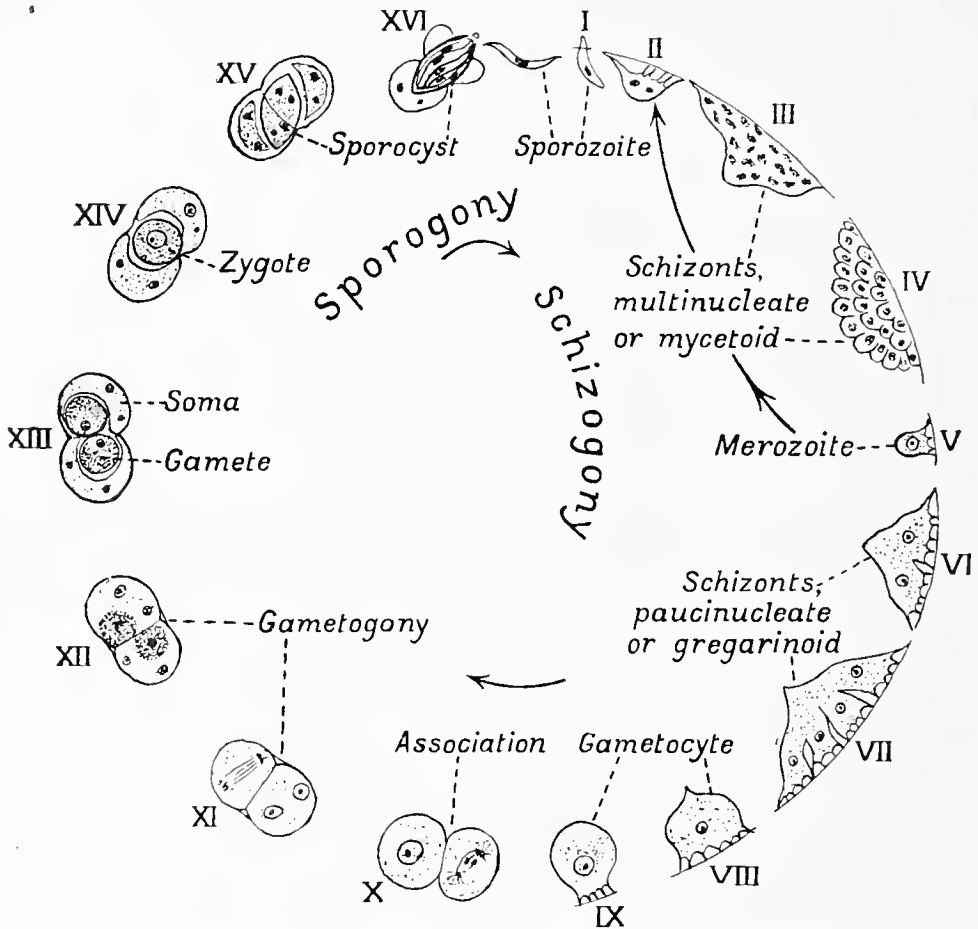 I
II
III
IV
V
VI
VII
VIII
IX
X
XI
XII
XIII
XIV
XV
XVI
Sporocyst
Sporozoite
Zygote
Sporogony
Schizogony
Schizonts,
multinucleate
or mycetoid
Soma
Gamete
Merozoite
Schizonts,
paucinucleate
or gregarinoid
Gametogony
Association
Gametocyte